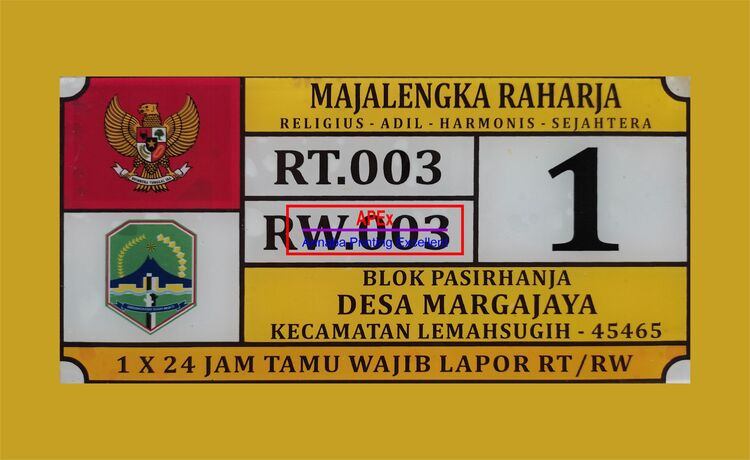 MAJALENGKA RAHARJA
RELIGIUS - ADIL - HARMONIS - SEJAHTERA
RT.003
RW.003
1
APEx
Annaba Printing Excellent
BLOK PASIRHANJA
DESA MARGAJAYA
KECAMATAN LEMAHSUGIH - 45465
1 X 24 JAM TAMU WAJIB LAPOR RT/RW